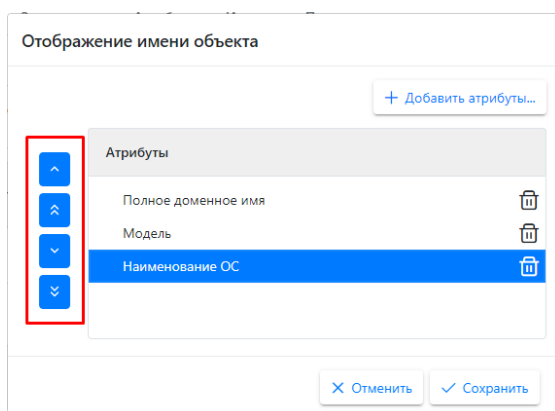 Отображение имени объекта
Добавить атрибуты...
Атрибуты
Полное доменное имя
Модель
Наименование ОС
Отменить
Сохранить